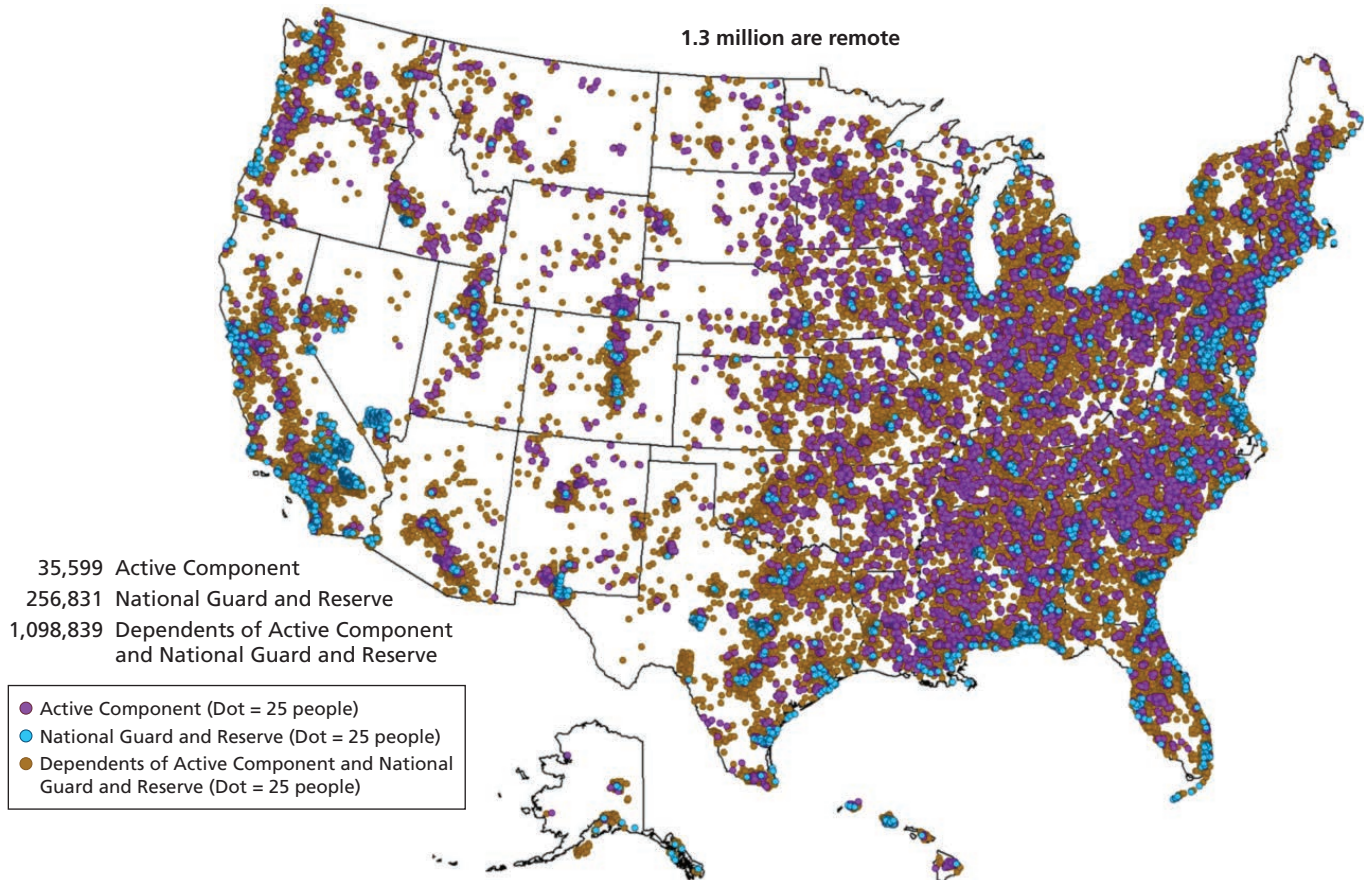 1.3 million are remote
35,599 Active Component
256,831 National Guard and Reserve
1,098,839 Dependents of Active Component
and National Guard and Reserve
Active Component (Dot = 25 people)
National Guard and Reserve (Dot = 25 people)
Dependents of Active Component and National
Guard and Reserve (Dot = 25 people)